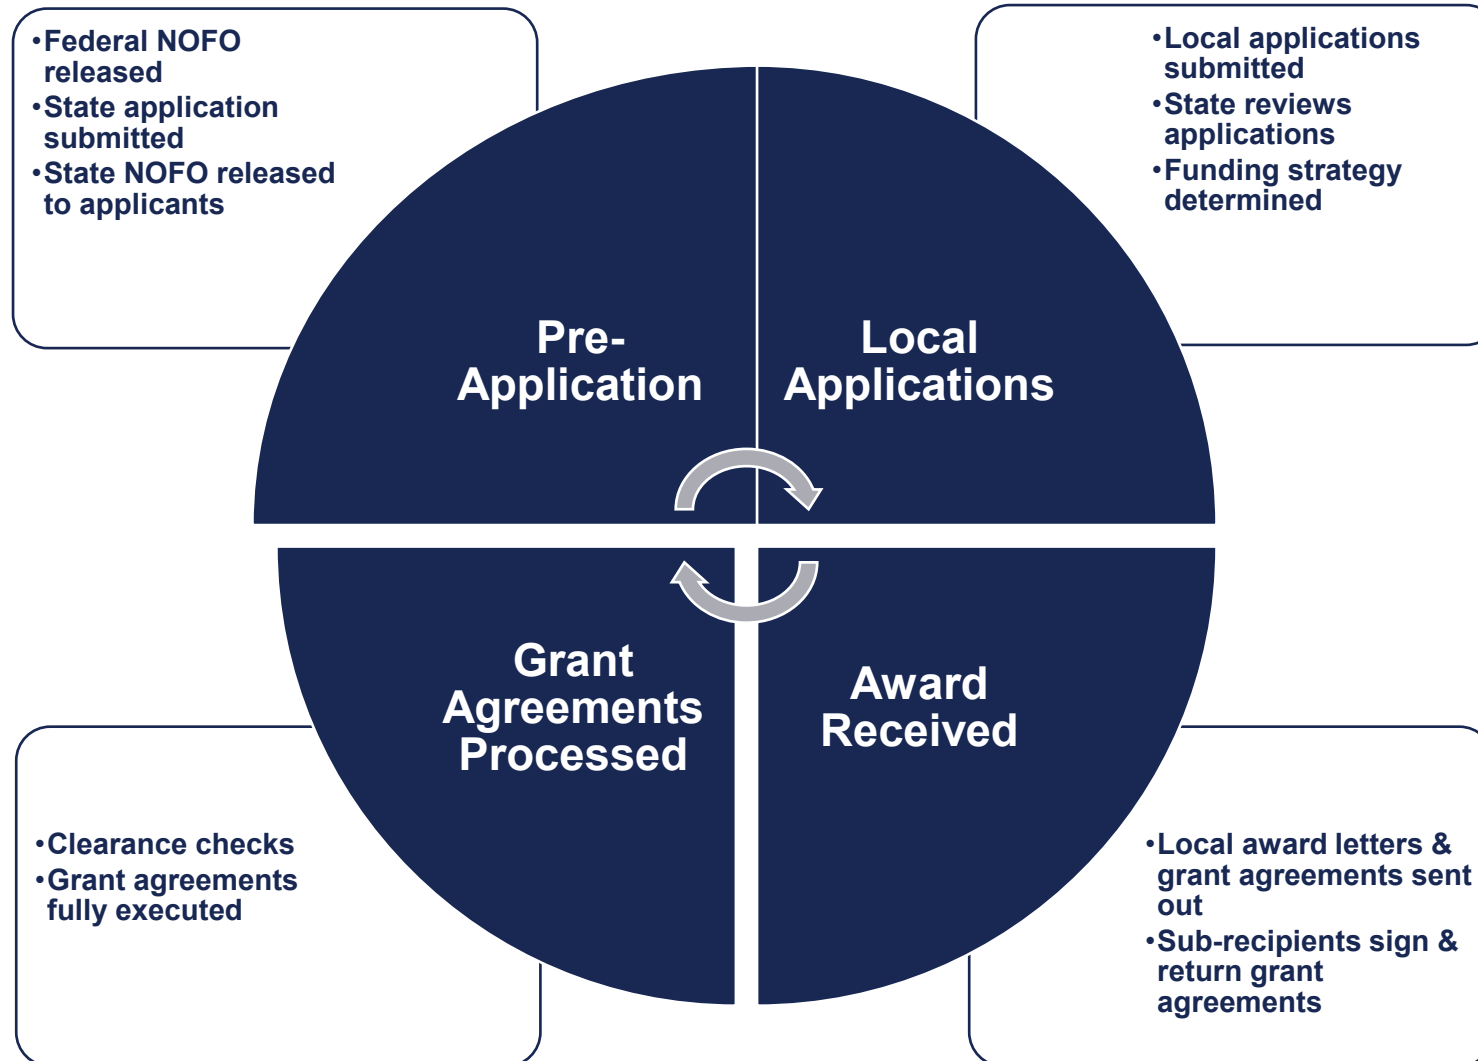 •Federal NOFO
released
•State application
submitted
•State NOFO released
to applicants
•Local applications
submitted
•State reviews
applications
•Funding strategy
determined
Pre-
Application
Local
Applications
Grant
Agreements
Processed
Award
Received
•Clearance checks
•Grant agreements
fully executed
•Local award letters &
grant agreements sent
out
•Sub-recipients sign &
return grant
agreements